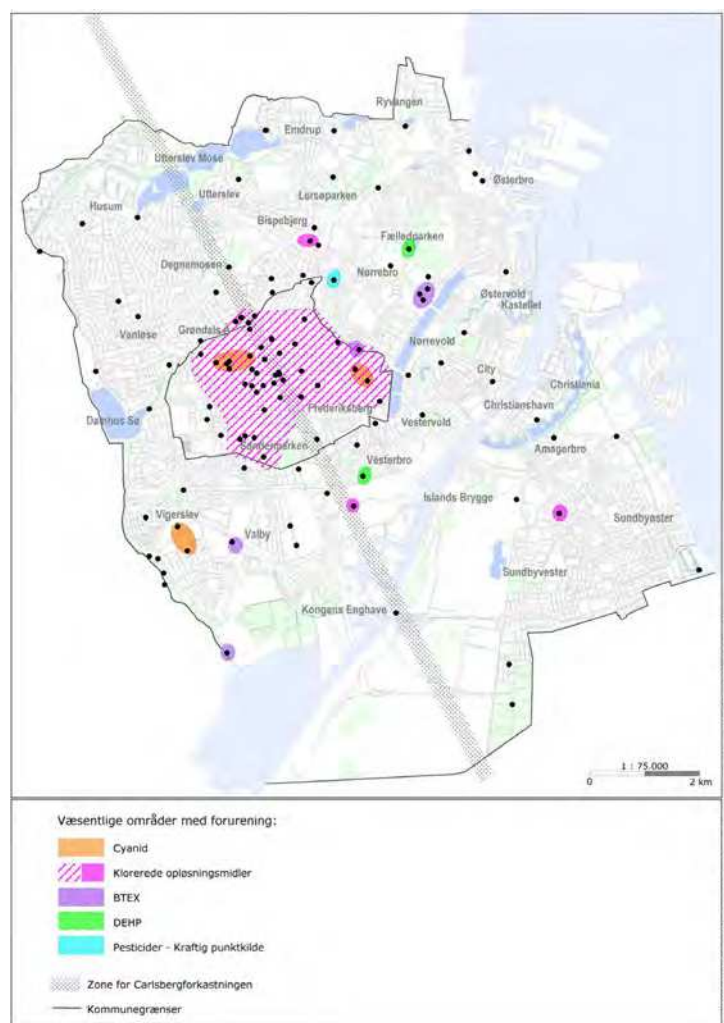 Ryvangen
Emdrup
Utterslev Mose
Østerbro
Utterslev
Lersøparken
Husum
Bispebjerg
Fælledparken
Degnemosen
Nørrebro
Østervold
Kastellet
Vanløse
Grøndals Å
Nørrevold
City
Christiania
Frederiksberg
Christianshavn
Damhus Sø
Vestervold
Søndermarken
Amagerbro
Vesterbro
Islands Brygge
Vigerslev
Valby
Sundbyøster
Sundbyvester
Kongens Enghave
1 : 75.000
0 2 km
Væsentlige områder med forurening:
Cyanid
Klorerede opløsningsmidler
BTEX
DEHP
Pesticider - Kraftig punktkilde
Zone for Carlsbergforkastningen
Kommunegrænser